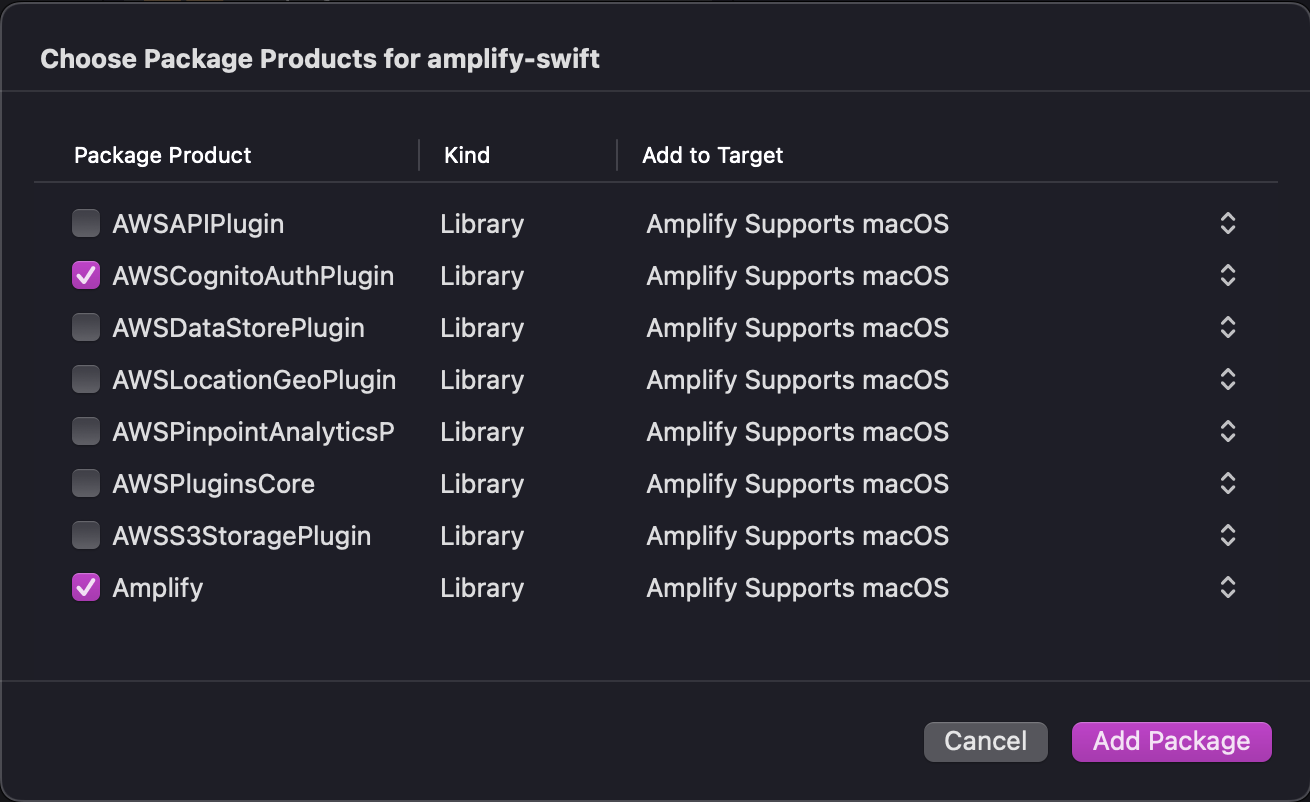 Choose Package Products for amplify-swift
Package Product Kind Add to Target
AWSAPIPlugin Library Amplify Supports macOS
AWSCognitoAuthPlugin Library Amplify Supports macOS
AWSDataStorePlugin Library Amplify Supports macOS
AWSLocationGeoPlugin Library Amplify Supports macOS
AWSPinpointAnalyticsP Library Amplify Supports macOS
AWSPluginsCore Library Amplify Supports macOS
AWSS3StoragePlugin Library Amplify Supports macOS
Amplify Library Amplify Supports macOS
Cancel Add Package